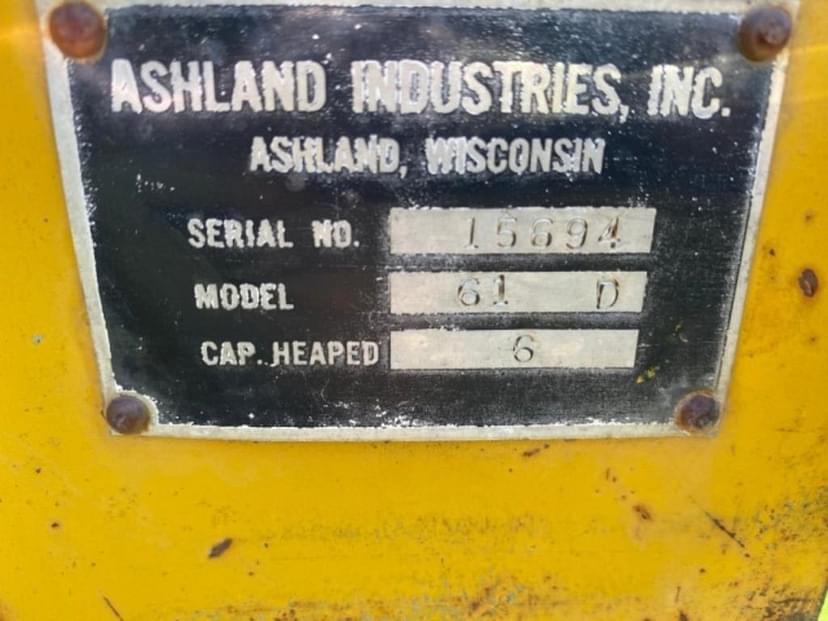 ASHLAND INDUSTRIES, INC.
ASHLAND, WISCONSIN
SERIAL NO. 15694
MODEL 61 D
CAP. HEAPED 6